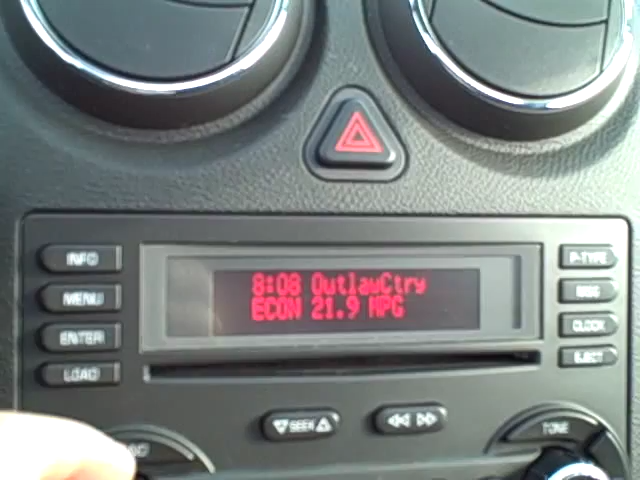 INFO
P-TYPE
8:08 OutlawCtry
MENU
ECON 21.9 MPG
ENTER
CLOCK
LOAD
EJECT
SEEK
TONE